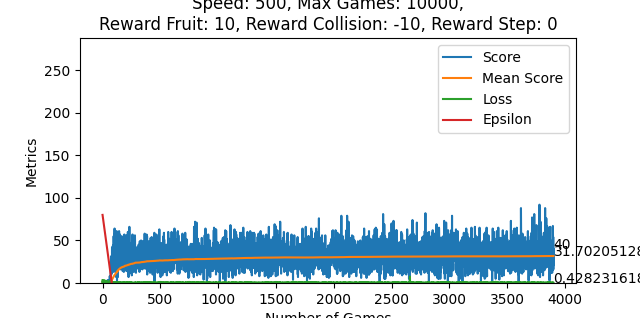 Speed: 500, Max Games: 10000,
Reward Fruit: 10, Reward Collision: -10, Reward Step: 0
Score
Mean Score
Loss
Epsilon
Metrics
250
200
150
100
50
0
40
31.70205128
0.428231618
0 500 1000 1500 2000 2500 3000 3500 4000
Number of Games